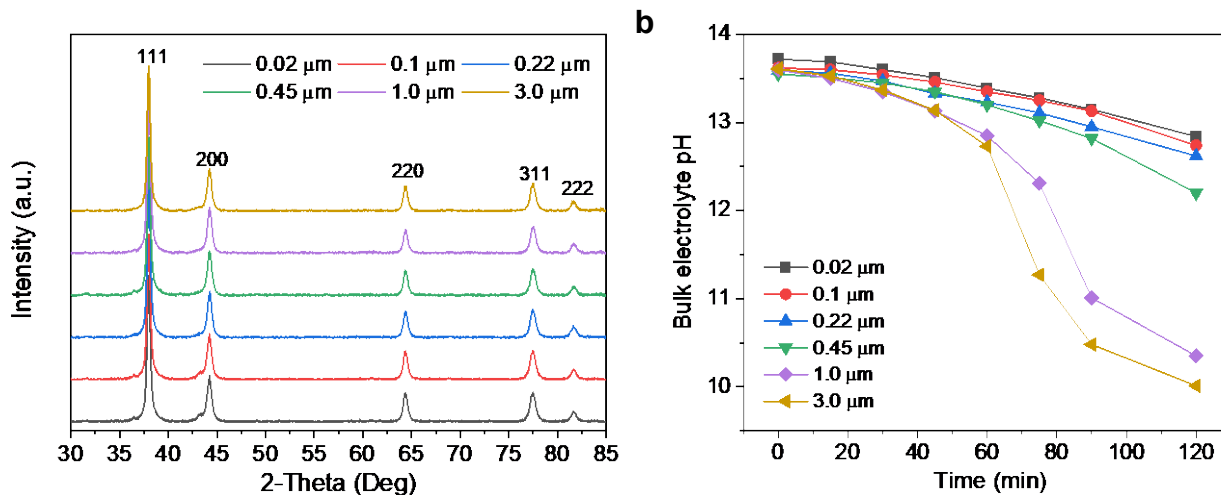 111
0.02 μm 0.1 μm 0.22 μm
0.45 μm 1.0 μm 3.0 μm
200
220
311
222
Intensity (a.u.)
30 35 40 45 50 55 60 65 70 75 80 85
2-Theta (Deg)
b
14
13
12
11
10
Bulk electrolyte pH
0.02 μm
0.1 μm
0.22 μm
0.45 μm
1.0 μm
3.0 μm
0 20 40 60 80 100 120
Time (min)